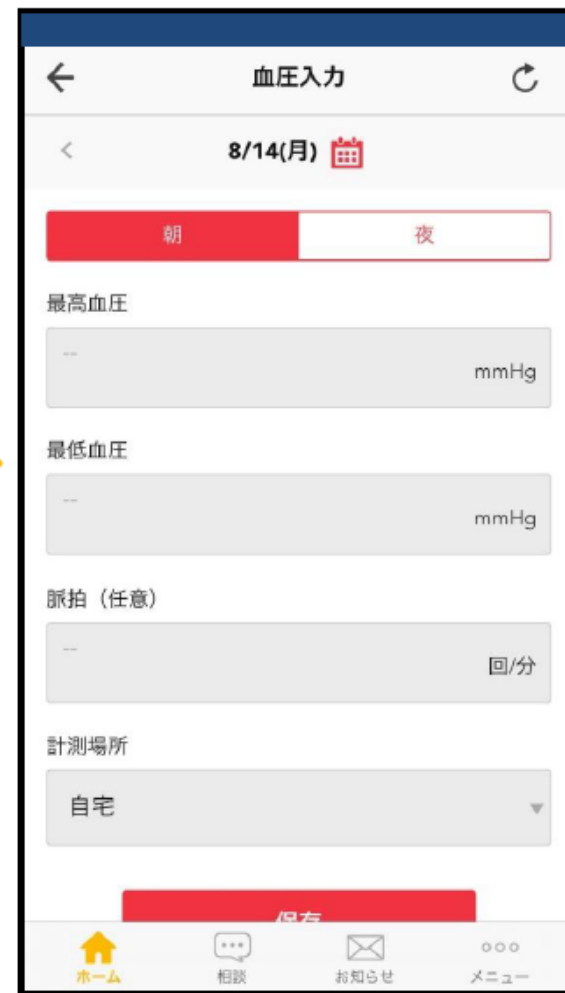 血圧入力
8/14(月)
朝 夜
最高血圧
-- mmHg
最低血圧
-- mmHg
脈拍（任意）
-- 回/分
計測場所
自宅
保存
ホーム 相談 お知らせ メニュー